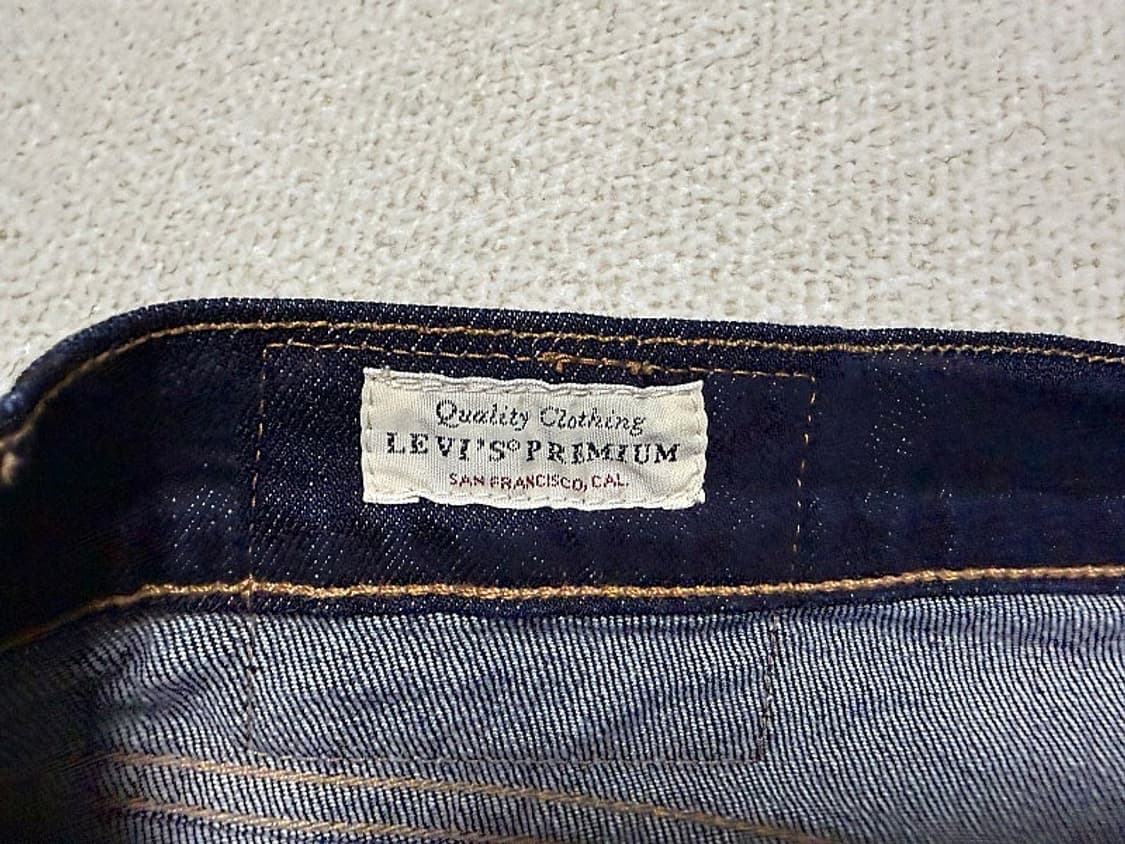 Quality Clothing
LEVI'S® PREMIUM
SAN FRANCISCO, CAL.